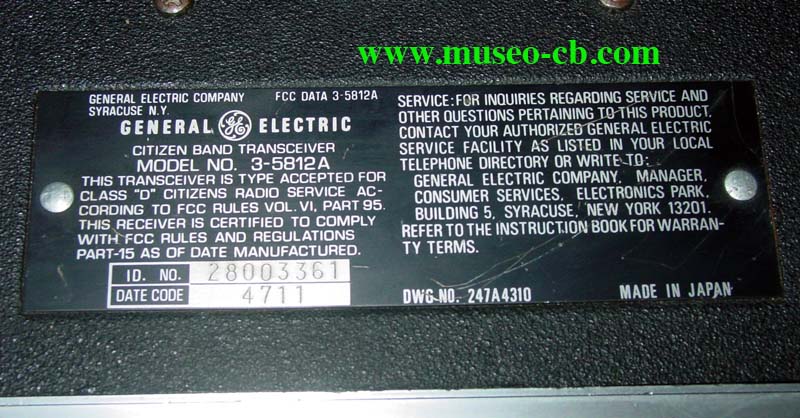 www.museo-cb.com
GENERAL ELECTRIC COMPANY FCC DATA 3-5812A
SYRACUSE N.Y.
GENERAL GE ELECTRIC
CITIZEN BAND TRANSCEIVER
MODEL NO. 3-5812A
THIS TRANSCEIVER IS TYPE ACCEPTED FOR
CLASS "D" CITIZENS RADIO SERVICE AC-
CORDING TO FCC RULES VOL. VI, PART 95.
THIS RECEIVER IS CERTIFIED TO COMPLY
WITH FCC RULES AND REGULATIONS
PART-15 AS OF DATE MANUFACTURED.
ID. NO. 28003361
DATE CODE 4711
SERVICE: FOR INQUIRIES REGARDING SERVICE AND
OTHER QUESTIONS PERTAINING TO THIS PRODUCT,
CONTACT YOUR AUTHORIZED GENERAL ELECTRIC
SERVICE FACILITY AS LISTED IN YOUR LOCAL
TELEPHONE DIRECTORY OR WRITE TO:
GENERAL ELECTRIC COMPANY, MANAGER,
CONSUMER SERVICES, ELECTRONICS PARK,
BUILDING 5, SYRACUSE, NEW YORK 13201.
REFER TO THE INSTRUCTION BOOK FOR WARRAN-
TY TERMS.
DWG NO. 247A4310 MADE IN JAPAN